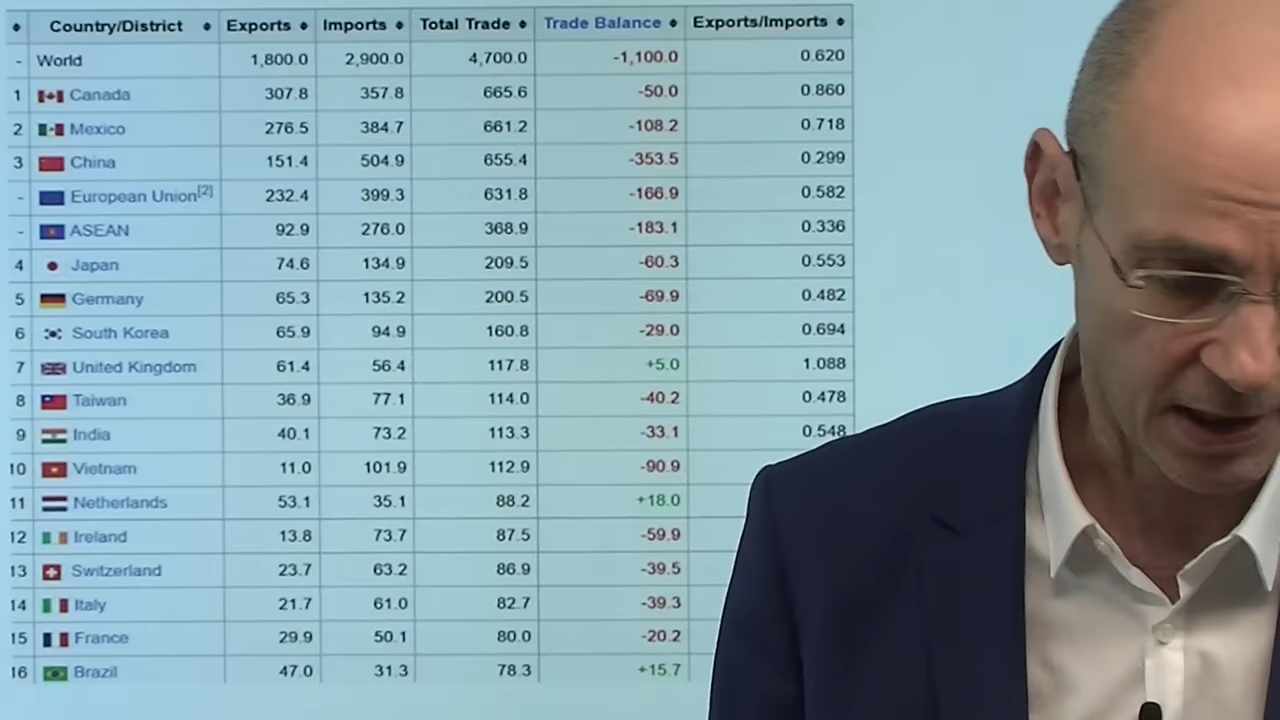 Country/District Exports Imports Total Trade Trade Balance Exports/Imports
- World 1,800.0 2,900.0 4,700.0 -1,100.0 0.620
1 Canada 307.8 357.8 665.6 -50.0 0.860
2 Mexico 276.5 384.7 661.2 -108.2 0.718
3 China 151.4 504.9 655.4 -353.5 0.299
- European Union[2] 232.4 399.3 631.8 -166.9 0.582
- ASEAN 92.9 276.0 368.9 -183.1 0.336
4 Japan 74.6 134.9 209.5 -60.3 0.553
5 Germany 65.3 135.2 200.5 -69.9 0.482
6 South Korea 65.9 94.9 160.8 -29.0 0.694
7 United Kingdom 61.4 56.4 117.8 +5.0 1.088
8 Taiwan 36.9 77.1 114.0 -40.2 0.478
9 India 40.1 73.2 113.3 -33.1 0.548
10 Vietnam 11.0 101.9 112.9 -90.9
11 Netherlands 53.1 35.1 88.2 +18.0
12 Ireland 13.8 73.7 87.5 -59.9
13 Switzerland 23.7 63.2 86.9 -39.5
14 Italy 21.7 61.0 82.7 -39.3
15 France 29.9 50.1 80.0 -20.2
16 Brazil 47.0 31.3 78.3 +15.7